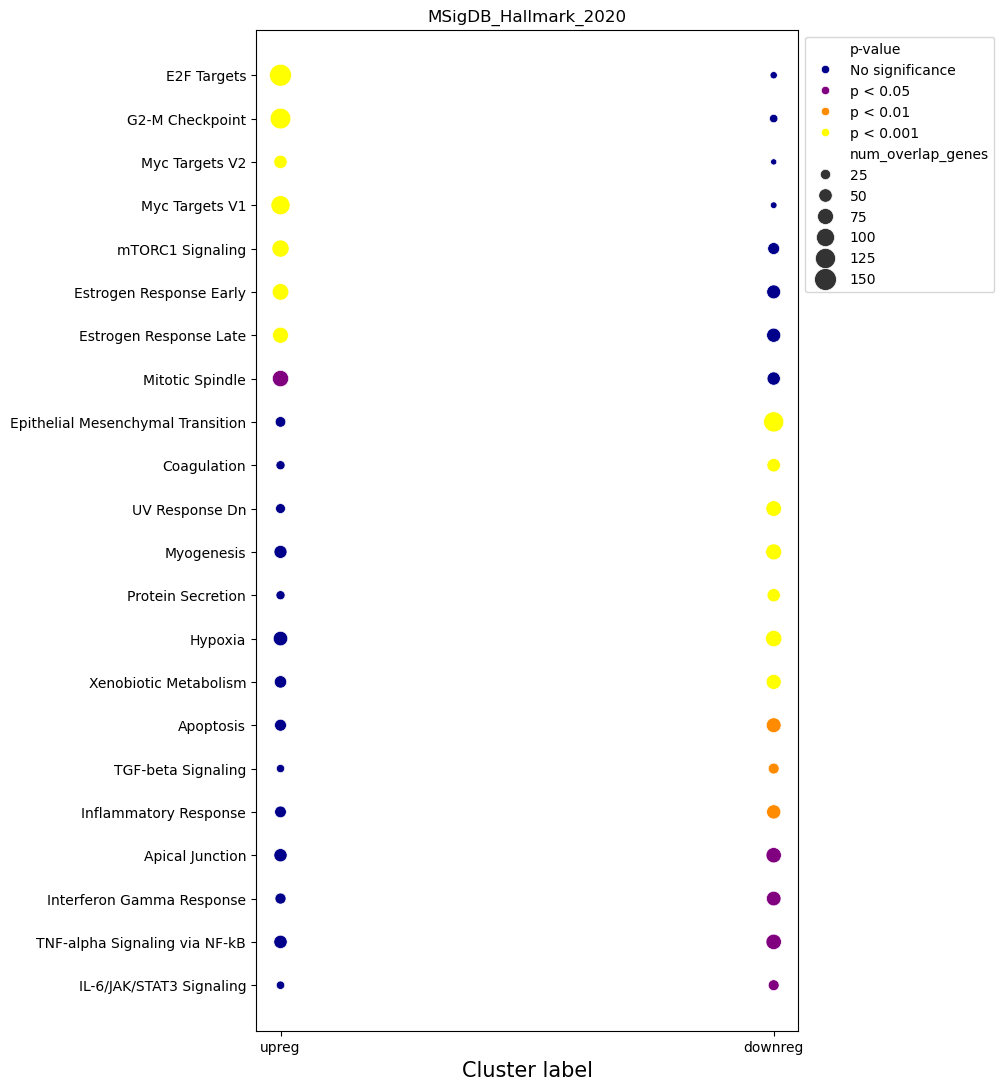 MSigDB_Hallmark_2020
E2F Targets
G2-M Checkpoint
Myc Targets V2
Myc Targets V1
mTORC1 Signaling
Estrogen Response Early
Estrogen Response Late
Mitotic Spindle
Epithelial Mesenchymal Transition
Coagulation
UV Response Dn
Myogenesis
Protein Secretion
Hypoxia
Xenobiotic Metabolism
Apoptosis
TGF-beta Signaling
Inflammatory Response
Apical Junction
Interferon Gamma Response
TNF-alpha Signaling via NF-kB
IL-6/JAK/STAT3 Signaling
upreg
downreg
Cluster label
p-value
No significance
p < 0.05
p < 0.01
p < 0.001
num_overlap_genes
25
50
75
100
125
150